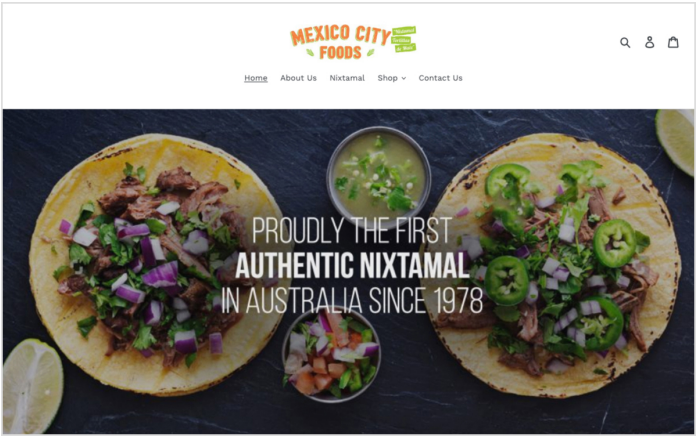 MEXICO CITY
FOODS
Home
About Us
Nixtamal
Shop
Contact Us
PROUDLY THE FIRST
AUTHENTIC NIXTAMAL
IN AUSTRALIA SINCE 1978